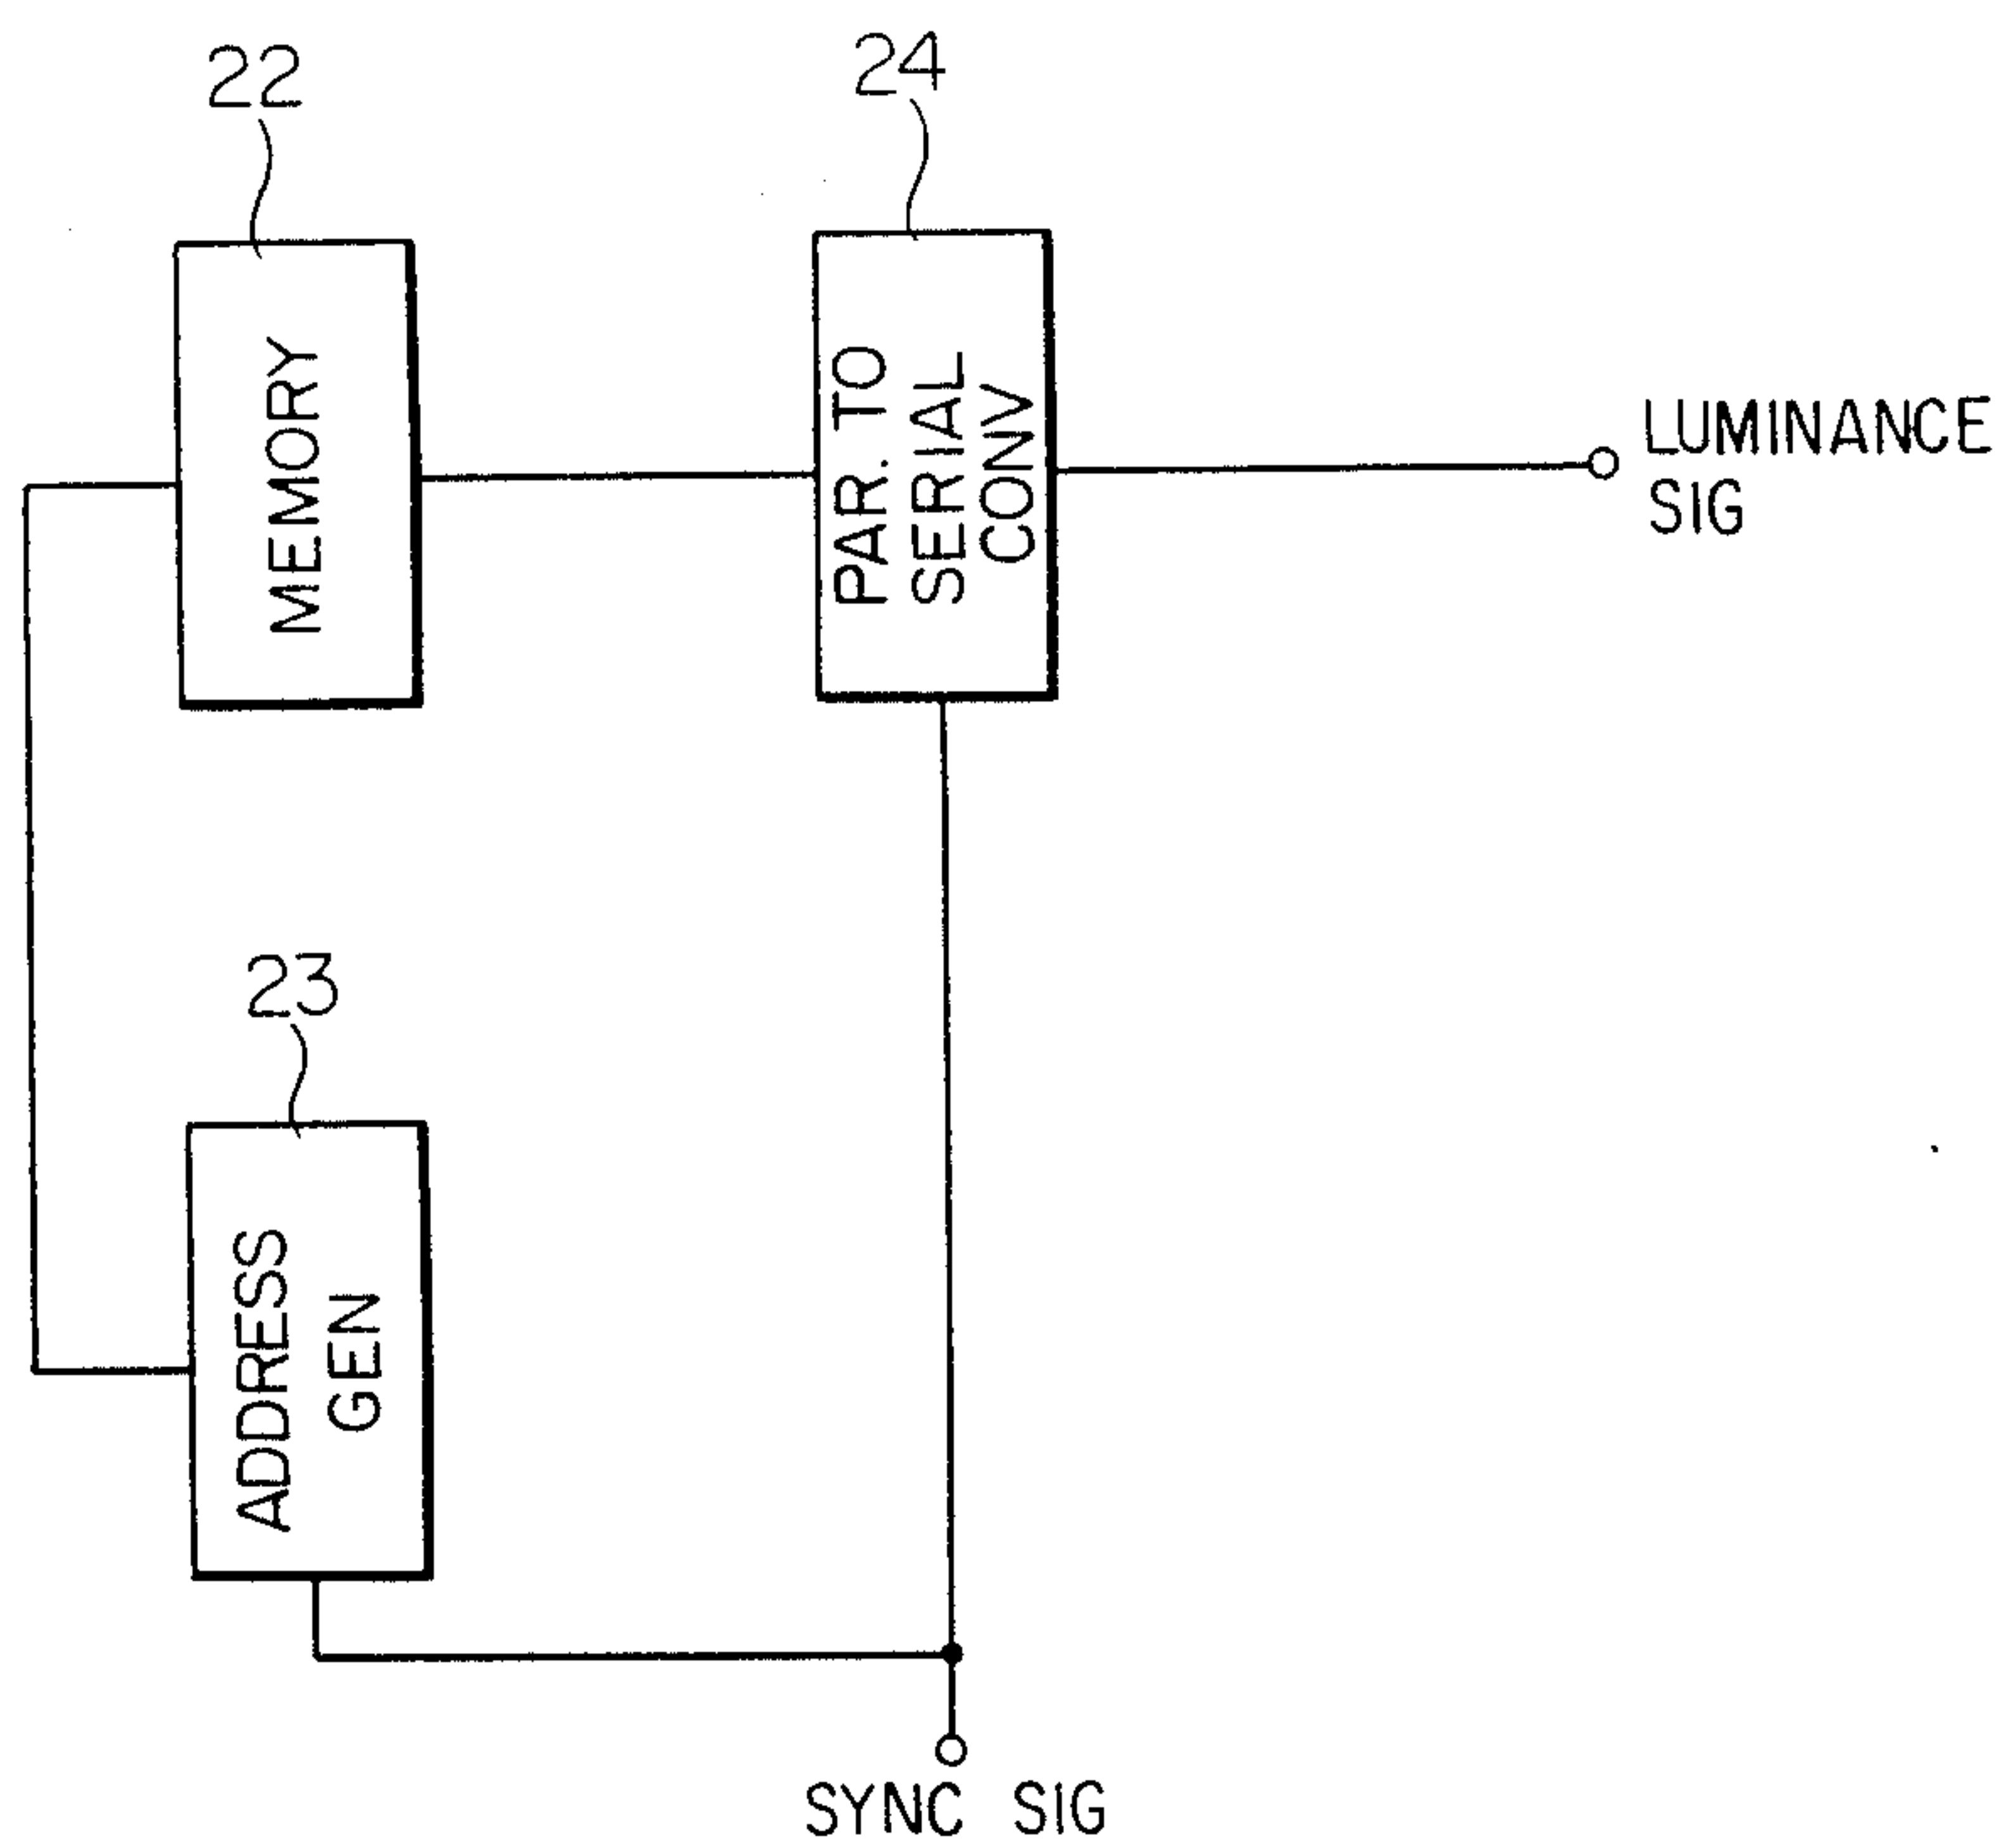 22
24
MEMORY
PAR. TO
SERIAL
CONV
LUMINANCE
SIG
23
ADDRESS
GEN
SYNC SIG